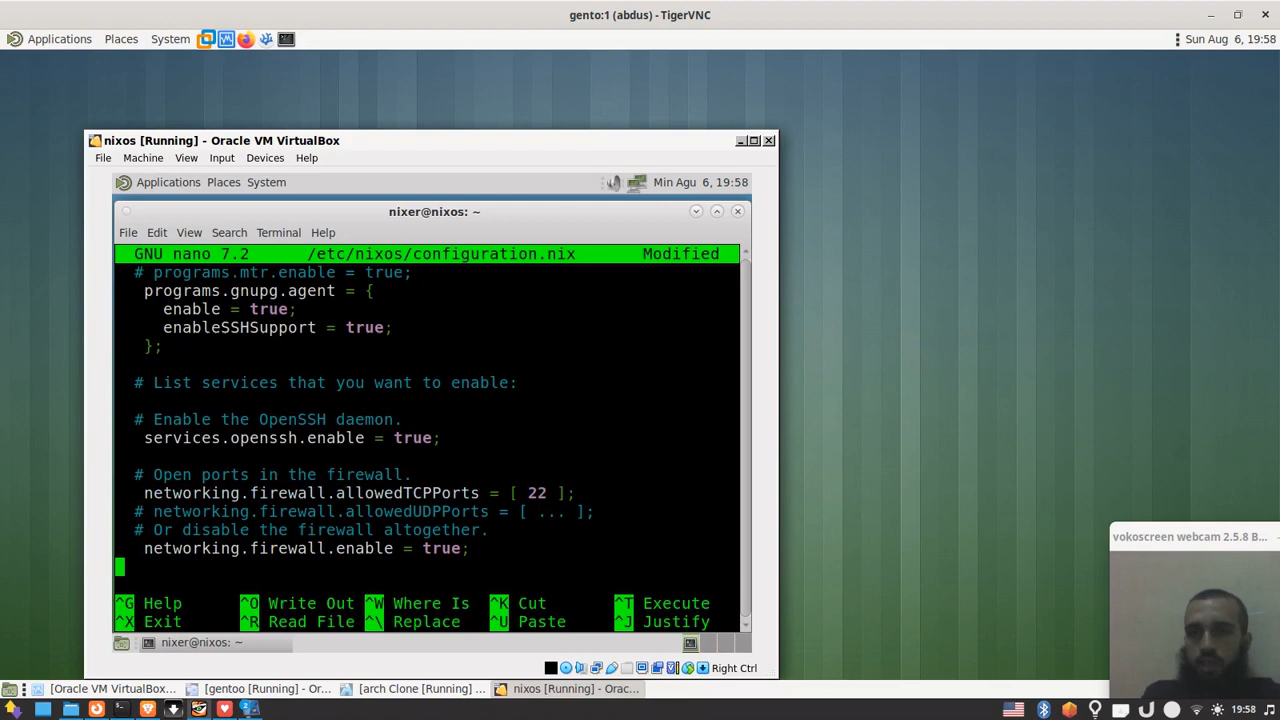 gento:1 (abdus) - TigerVNC
Applications Places System
Sun Aug 6, 19:58
nixos [Running] - Oracle VM VirtualBox
File Machine View Input Devices Help
Applications Places System
Min Agu 6, 19:58
nixer@nixos: ~
File Edit View Search Terminal Help
GNU nano 7.2 /etc/nixos/configuration.nix Modified
# programs.mtr.enable = true;
programs.gnupg.agent = {
enable = true;
enableSSHSupport = true;
};
# List services that you want to enable:
# Enable the OpenSSH daemon.
services.openssh.enable = true;
# Open ports in the firewall.
networking.firewall.allowedTCPPorts = [ 22 ];
# networking.firewall.allowedUDPPorts = [ ... ];
# Or disable the firewall altogether.
networking.firewall.enable = true;
^G Help ^O Write Out ^W Where Is ^K Cut ^T Execute
^X Exit ^R Read File ^\ Replace ^U Paste ^J Justify
nixer@nixos: ~
Right Ctrl
vokoscreen webcam 2.5.8 B...
[Oracle VM VirtualBox... [gentoo [Running] - Or... [arch Clone [Running] ... nixos [Running] - Orac...
19:58